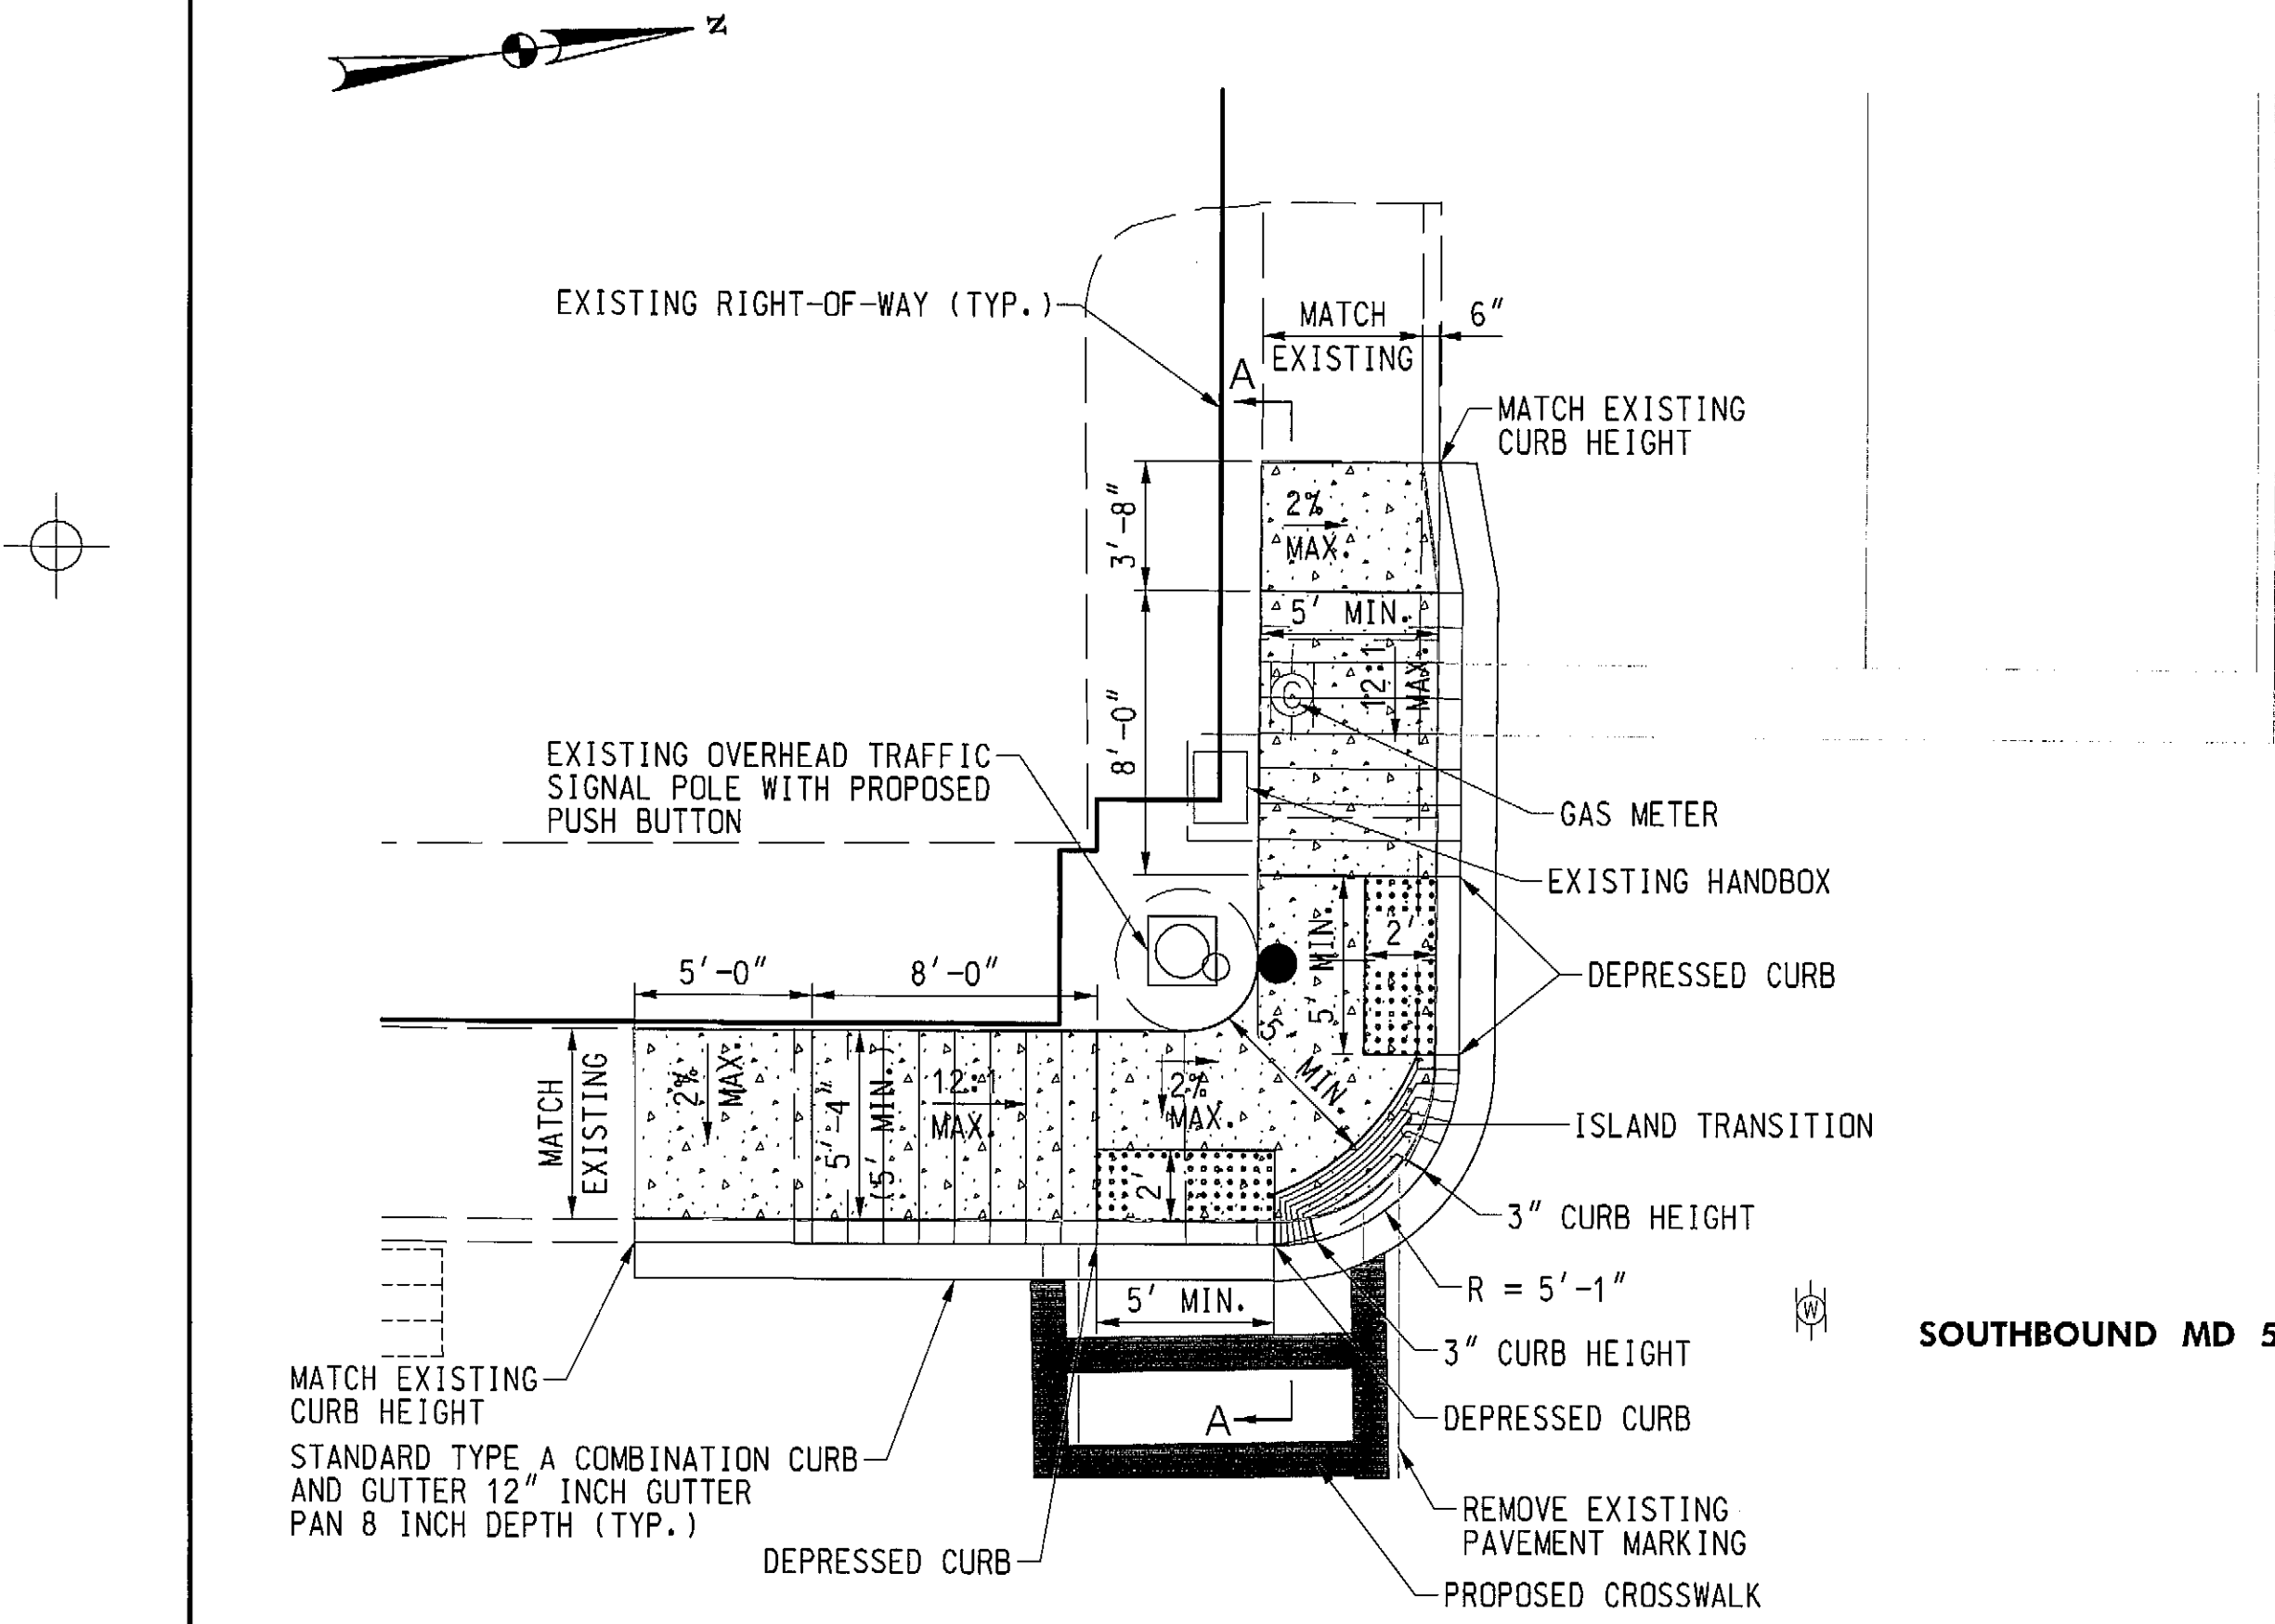 N
EXISTING RIGHT-OF-WAY (TYP.)
MATCH
EXISTING
6"
A
MATCH EXISTING
CURB HEIGHT
3'-8"
2%
MAX.
5' MIN.
12:1
MAX.
8'-0"
G
EXISTING OVERHEAD TRAFFIC
SIGNAL POLE WITH PROPOSED
PUSH BUTTON
GAS METER
EXISTING HANDBOX
5' MIN.
2'
DEPRESSED CURB
5'-0"
8'-0"
MATCH
EXISTING
2%
MAX.
5'-4"
(5' MIN.)
12:1
MAX.
2%
MAX.
5' MIN.
2'
ISLAND TRANSITION
3" CURB HEIGHT
R = 5'-1"
5' MIN.
W
SOUTHBOUND MD 5
3" CURB HEIGHT
MATCH EXISTING
CURB HEIGHT
A
DEPRESSED CURB
STANDARD TYPE A COMBINATION CURB
AND GUTTER 12" INCH GUTTER
PAN 8 INCH DEPTH (TYP.)
DEPRESSED CURB
REMOVE EXISTING
PAVEMENT MARKING
PROPOSED CROSSWALK